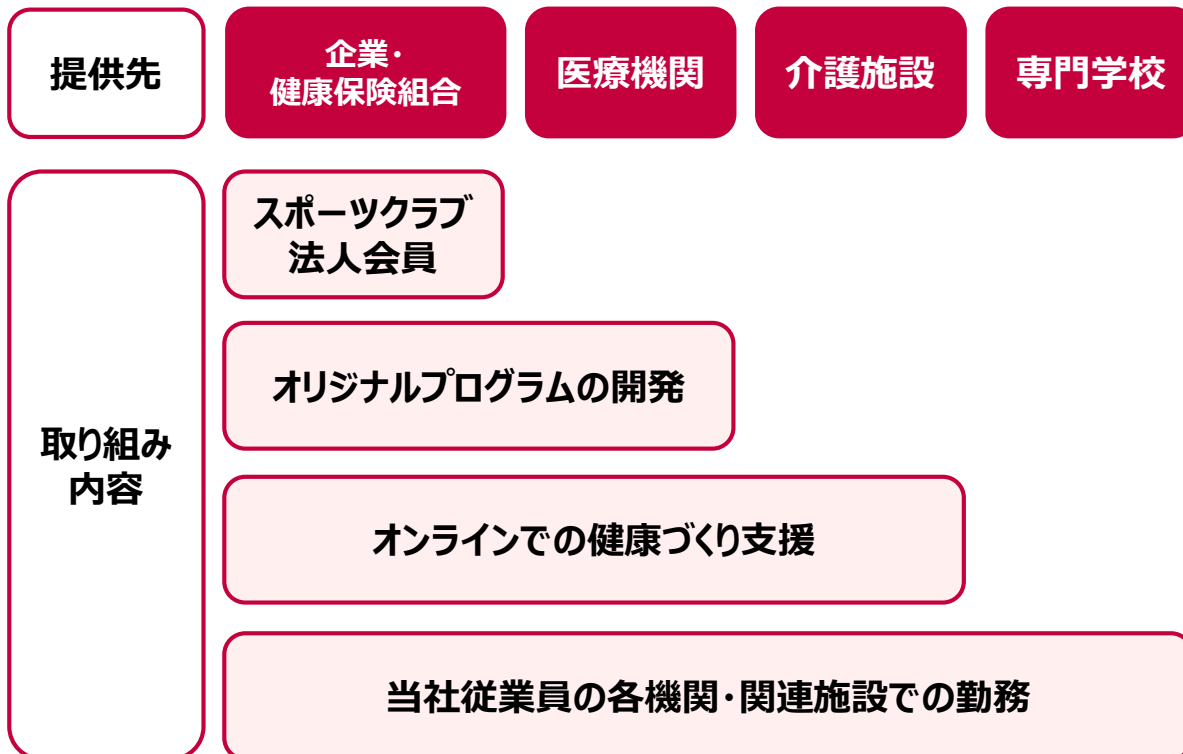 提供先
企業・
健康保険組合
医療機関
介護施設
専門学校
取り組み
内容
スポーツクラブ
法人会員
オリジナルプログラムの開発
オンラインでの健康づくり支援
当社従業員の各機関・関連施設での勤務